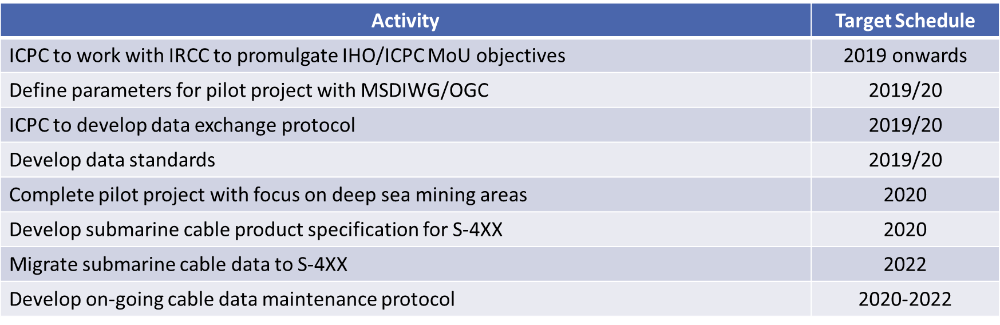 Activity Target Schedule
ICPC to work with IRCC to promulgate IHO/ICPC MoU objectives 2019 onwards
Define parameters for pilot project with MSDIWG/OGC 2019/20
ICPC to develop data exchange protocol 2019/20
Develop data standards 2019/20
Complete pilot project with focus on deep sea mining areas 2020
Develop submarine cable product specification for S-4XX 2020
Migrate submarine cable data to S-4XX 2022
Develop on-going cable data maintenance protocol 2020-2022